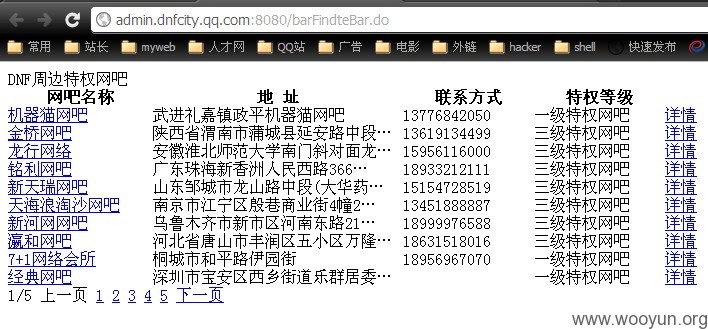 admin.dnfcity.qq.com:8080/barFindteBar.do
常用 站长 myweb 人才网 QQ站 广告 电影 外链 hacker shell 快速发布
DNF周边特权网吧
网吧名称 地 址 联系方式 特权等级
机器猫网吧 武进礼嘉镇政平机器猫网吧 13776842050 一级特权网吧 详情
金桥网吧 陕西省渭南市蒲城县延安路中段… 13619134499 三级特权网吧 详情
龙行网络 安徽淮北师范大学南门斜对面龙… 15956116000 三级特权网吧 详情
铭利网吧 广东珠海新香洲人民西路366… 18933212111 三级特权网吧 详情
新天瑞网吧 山东邹城市龙山路中段(大华药… 15154728519 三级特权网吧 详情
天海浪淘沙网吧 南京市江宁区殷巷商业街4幢2… 13451888887 三级特权网吧 详情
新河网网吧 乌鲁木齐市新市区河南东路21… 18999976588 三级特权网吧 详情
瀛和网吧 河北省唐山市丰润区五小区万隆… 18631518016 三级特权网吧 详情
7+1网络会所 桐城市和平路伊园街 18956967070 一级特权网吧 详情
经典网吧 深圳市宝安区西乡街道乐群居委… 一级特权网吧 详情
1/5 上一页 1 2 3 4 5 下一页
www.wooyun.org